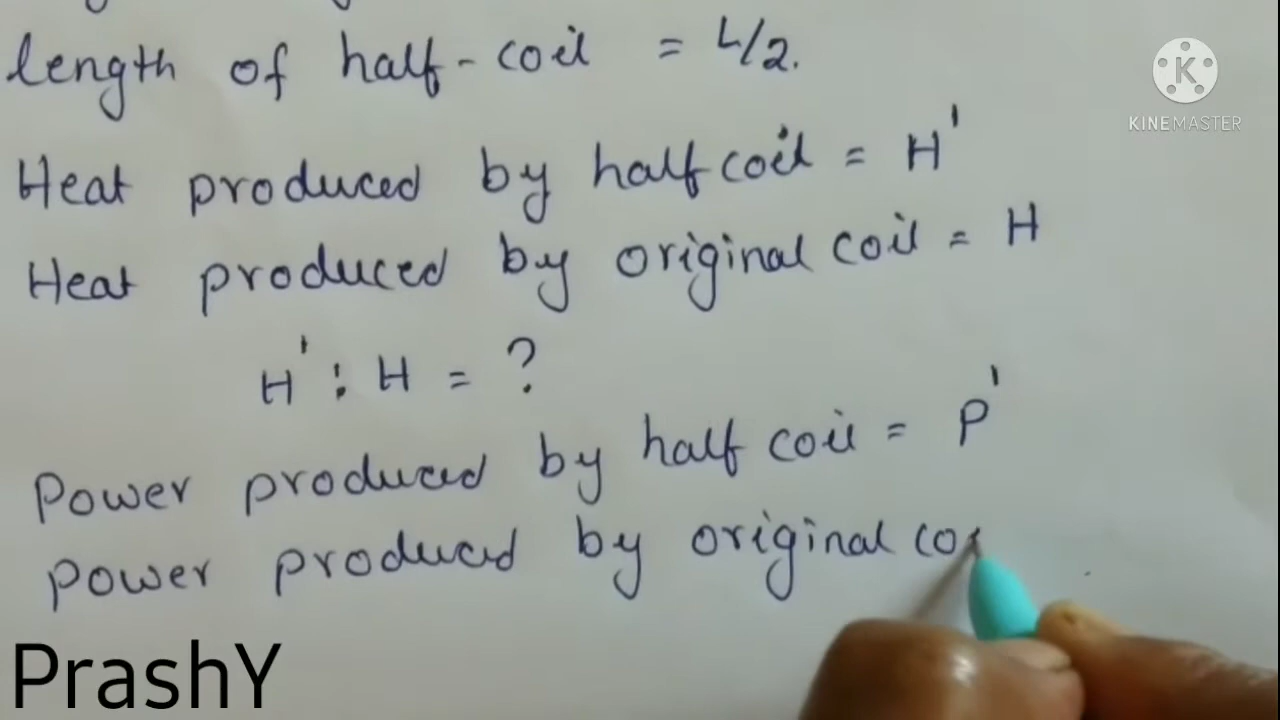 length of half-coil = L/2.
KINEMASTER
Heat produced by half coil = H'
Heat produced by original coil = H
H' : H = ?
Power produced by half coil = P'
power produced by original co
PrashY